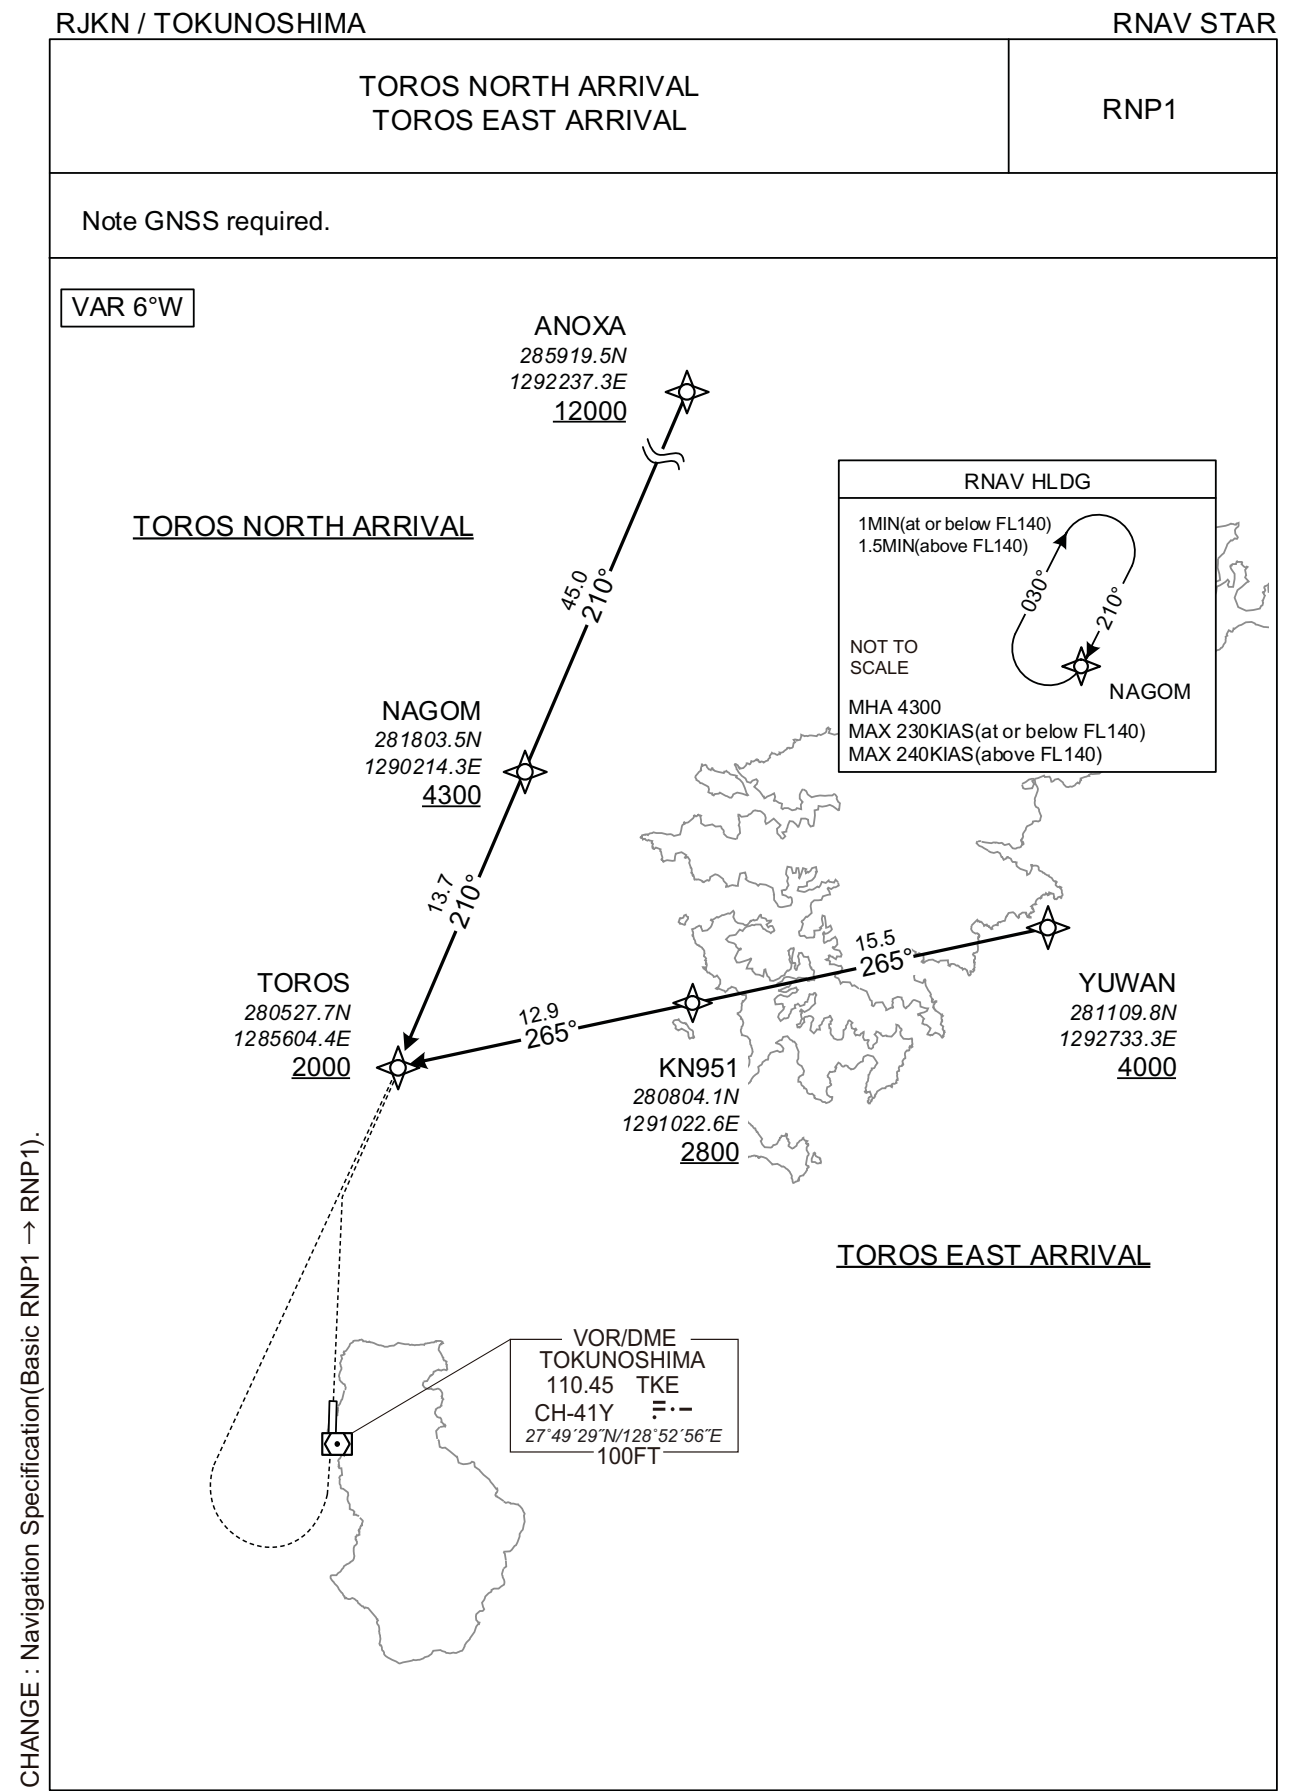 RJKN / TOKUNOSHIMA
RNAV STAR
TOROS NORTH ARRIVAL
TOROS EAST ARRIVAL
RNP1
Note GNSS required.
VAR 6°W
ANOXA
285919.5N
1292237.3E
12000
TOROS NORTH ARRIVAL
45.0
210°
RNAV HLDG
1MIN(at or below FL140)
1.5MIN(above FL140)
030°
210°
NOT TO
SCALE
NAGOM
MHA 4300
MAX 230KIAS(at or below FL140)
MAX 240KIAS(above FL140)
NAGOM
281803.5N
1290214.3E
4300
13.7
210°
15.5
265°
YUWAN
281109.8N
1292733.3E
4000
TOROS
280527.7N
1285604.4E
2000
12.9
265°
KN951
280804.1N
1291022.6E
2800
TOROS EAST ARRIVAL
VOR/DME
TOKUNOSHIMA
110.45 TKE
CH-41Y
27°49′29″N/128°52′56″E
100FT
CHANGE : Navigation Specification(Basic RNP1 → RNP1).